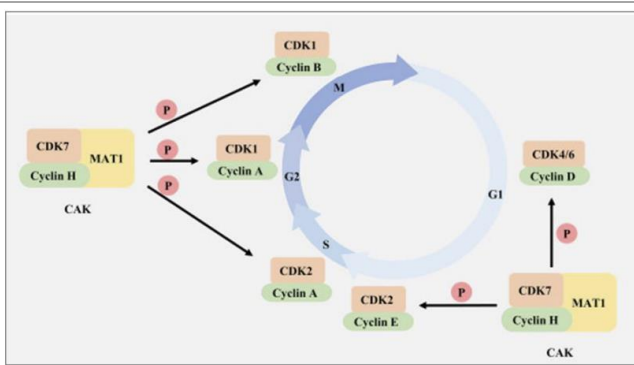 CDK1
Cyclin B
M
P
CDK7
MAT1
Cyclin H
CAK
P
P
CDK1
Cyclin A
G2
CDK4/6
Cyclin D
G1
P
S
CDK2
Cyclin A
CDK2
Cyclin E
P
CDK7
MAT1
Cyclin H
CAK